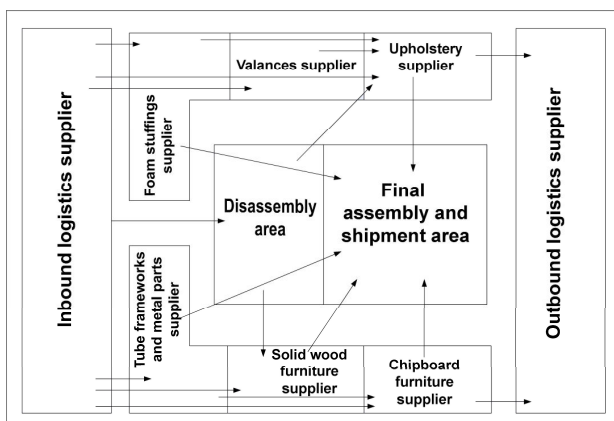 Inbound logistics supplier
Foam stuffings
supplier
Valances supplier
Upholstery
supplier
Disassembly
area
Final
assembly and
shipment area
Tube frameworks
and metal parts
supplier
Solid wood
furniture
supplier
Chipboard
furniture
supplier
Outbound logistics supplier